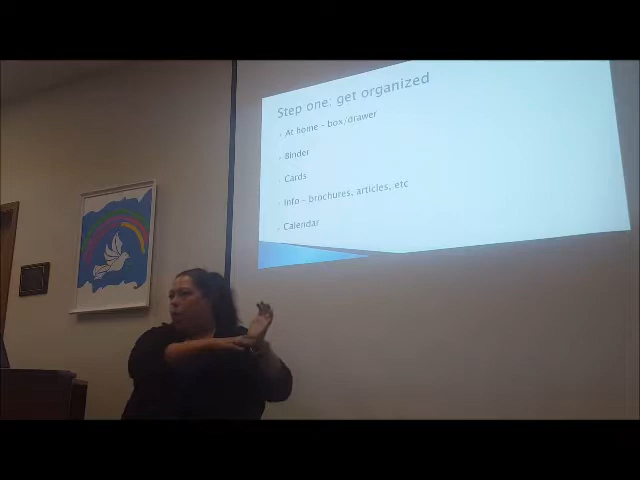 Step one: get organized
At home – box/drawer
Binder
Cards
Info – brochures, articles, etc
Calendar